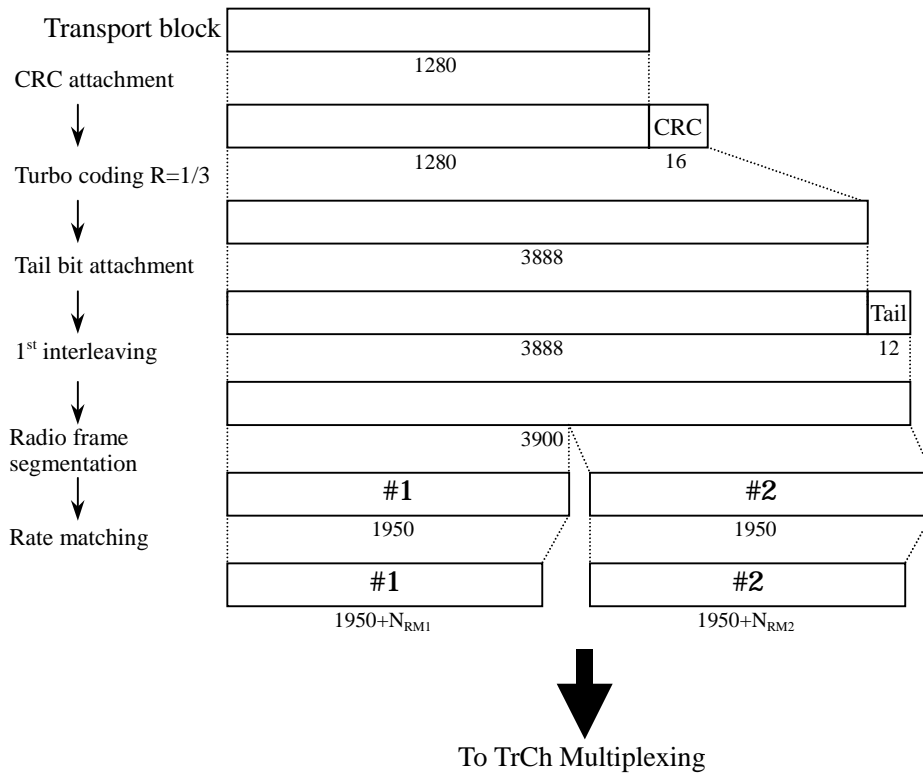 Transport block
1280
CRC attachment
CRC
1280
16
Turbo coding R=1/3
3888
Tail bit attachment
Tail
3888
12
1st interleaving
3900
Radio frame
segmentation
#1
#2
1950
1950
Rate matching
#1
#2
1950+NRM1
1950+NRM2
To TrCh Multiplexing